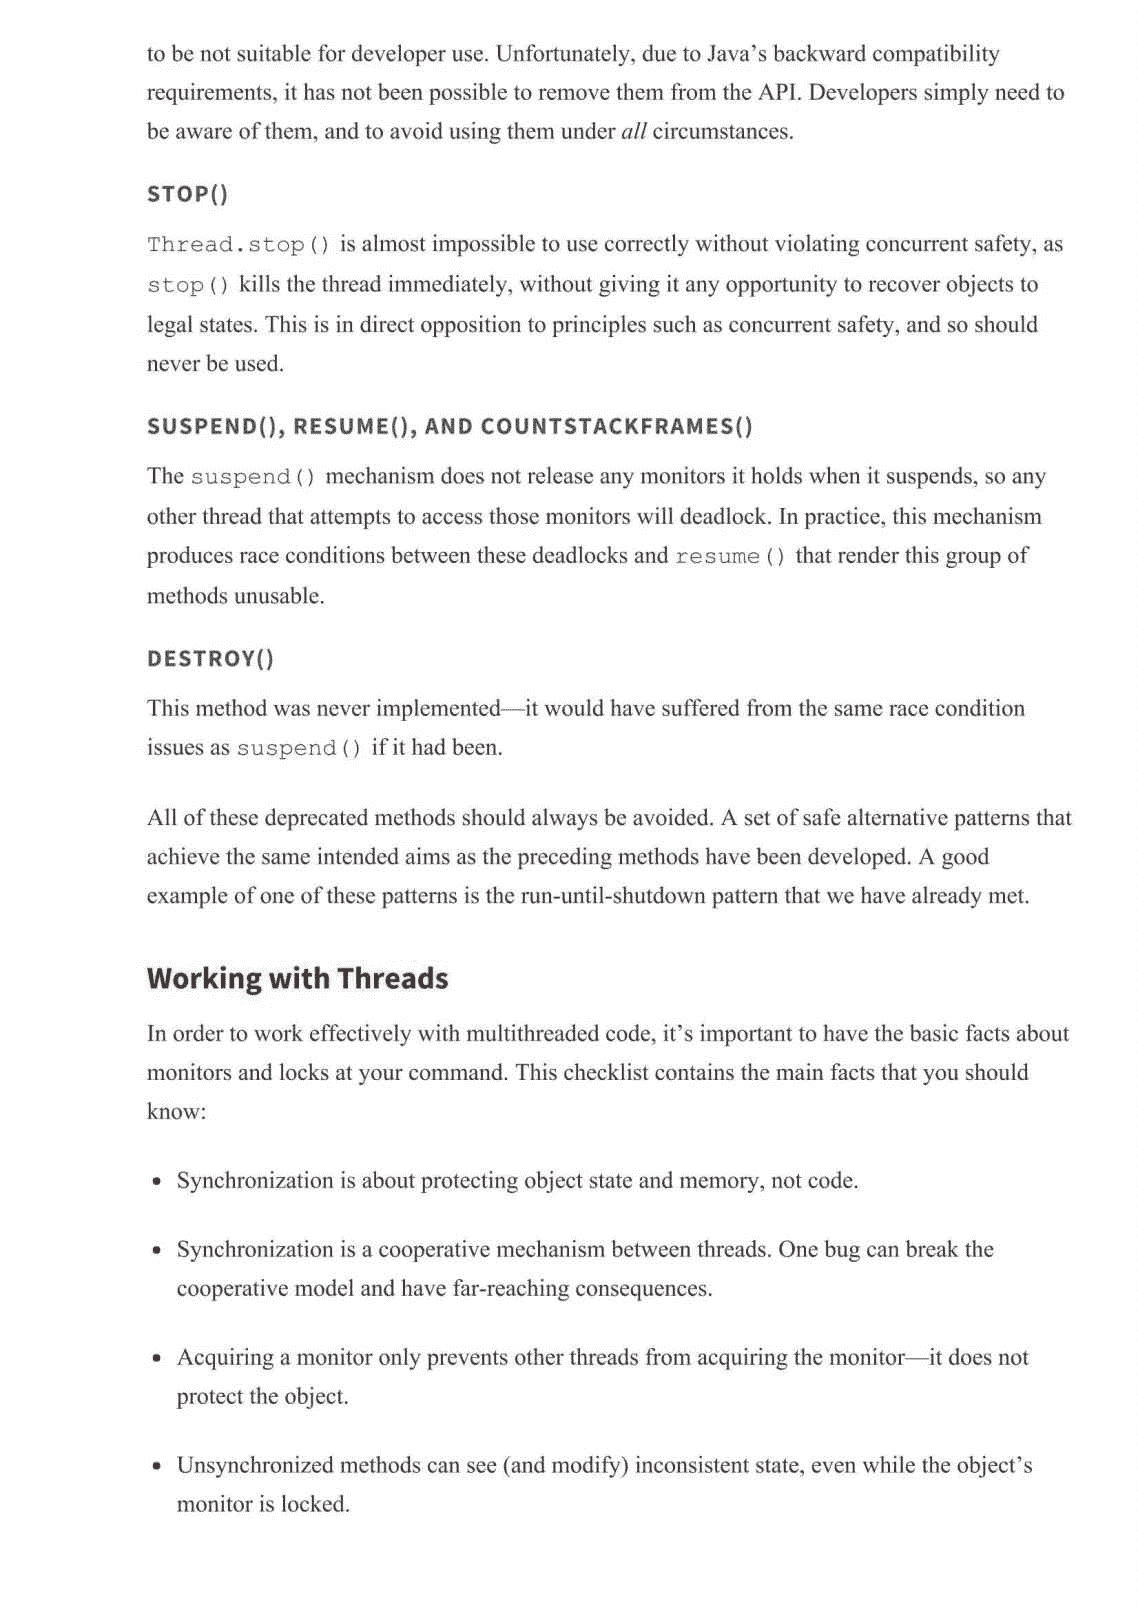 to be not suitable for developer use. Unfortunately, due to Java’s backward compatibility
requirements, it has not been possible to remove them from the API. Developers simply need to
be aware of them, and to avoid using them under all circumstances.
STOP()
Thread.stop() is almost impossible to use correctly without violating concurrent safety, as
stop() kills the thread immediately, without giving it any opportunity to recover objects to
legal states. This is in direct opposition to principles such as concurrent safety, and so should
never be used.
SUSPEND(), RESUME(), AND COUNTSTACKFRAMES()
The suspend() mechanism does not release any monitors it holds when it suspends, so any
other thread that attempts to access those monitors will deadlock. In practice, this mechanism
produces race conditions between these deadlocks and resume() that render this group of
methods unusable.
DESTROY()
This method was never implemented—it would have suffered from the same race condition
issues as suspend() if it had been.
All of these deprecated methods should always be avoided. A set of safe alternative patterns that
achieve the same intended aims as the preceding methods have been developed. A good
example of one of these patterns is the run-until-shutdown pattern that we have already met.
Working with Threads
In order to work effectively with multithreaded code, it’s important to have the basic facts about
monitors and locks at your command. This checklist contains the main facts that you should
know:
• Synchronization is about protecting object state and memory, not code.
• Synchronization is a cooperative mechanism between threads. One bug can break the
cooperative model and have far-reaching consequences.
• Acquiring a monitor only prevents other threads from acquiring the monitor—it does not
protect the object.
• Unsynchronized methods can see (and modify) inconsistent state, even while the object’s
monitor is locked.